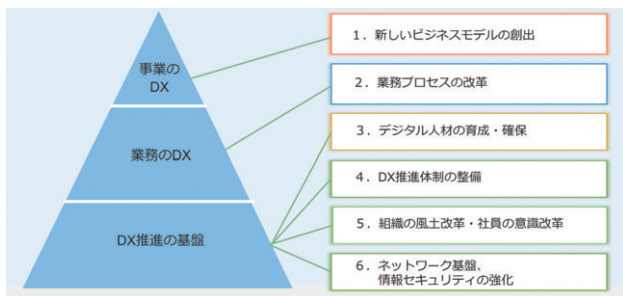 事業の
DX
業務のDX
DX推進の基盤
1．新しいビジネスモデルの創出
2．業務プロセスの改革
3．デジタル人材の育成・確保
4．DX推進体制の整備
5．組織の風土改革・社員の意識改革
6．ネットワーク基盤、
情報セキュリティの強化